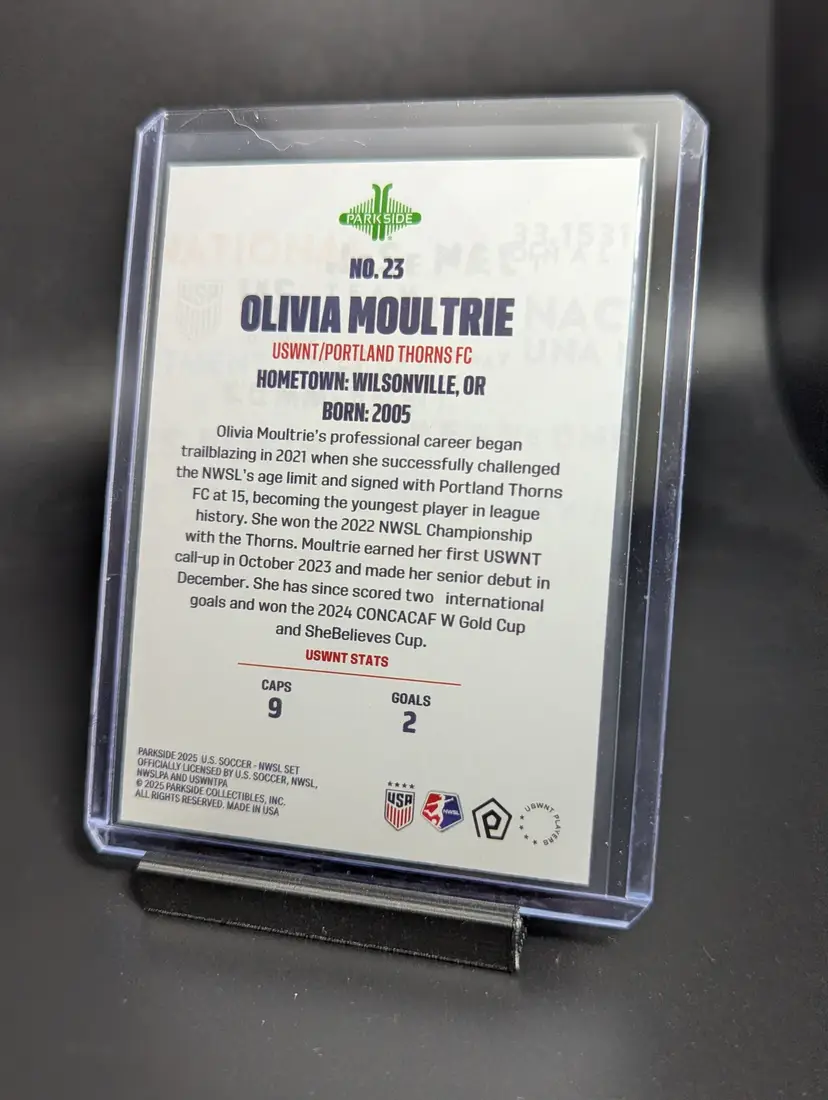 PARKSIDE
NO. 23
OLIVIA MOULTRIE
USWNT/PORTLAND THORNS FC
HOMETOWN: WILSONVILLE, OR
BORN: 2005
Olivia Moultrie's professional career began
trailblazing in 2021 when she successfully challenged
the NWSL's age limit and signed with Portland Thorns
FC at 15, becoming the youngest player in league
history. She won the 2022 NWSL Championship
with the Thorns. Moultrie earned her first USWNT
call-up in October 2023 and made her senior debut in
December. She has since scored two international
goals and won the 2024 CONCACAF W Gold Cup
and SheBelieves Cup.
USWNT STATS
CAPS GOALS
9 2
PARKSIDE 2025 U.S. SOCCER - NWSL SET
OFFICIALLY LICENSED BY U.S. SOCCER, NWSL,
NWSLPA AND USWNTPA
© 2025 PARKSIDE COLLECTIBLES, INC.
ALL RIGHTS RESERVED. MADE IN USA
USA
NWSL
USWNT PLAYERS